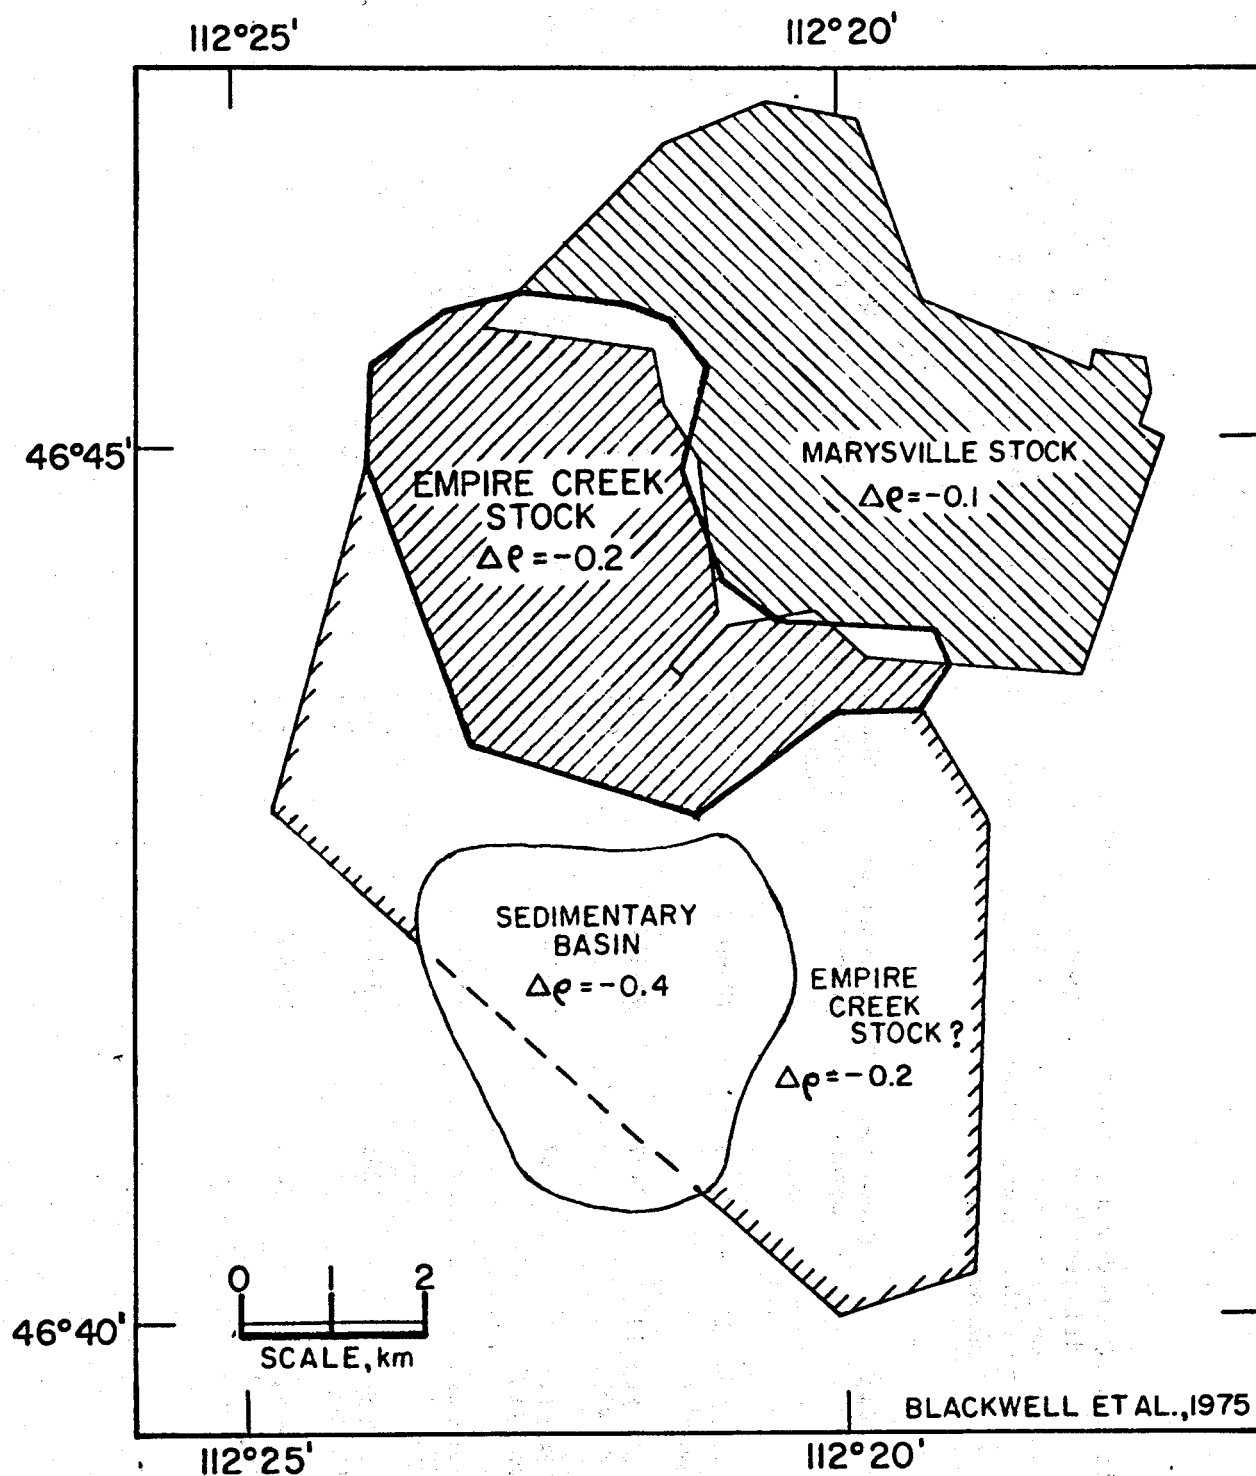 112°25'
112°20'
46°45'
MARYSVILLE STOCK
Δρ=-0.1
EMPIRE CREEK
STOCK
Δρ=-0.2
SEDIMENTARY
BASIN
Δρ=-0.4
EMPIRE
CREEK
STOCK?
Δρ=-0.2
0 1 2
SCALE, km
46°40'
BLACKWELL ET AL., 1975
112°25'
112°20'